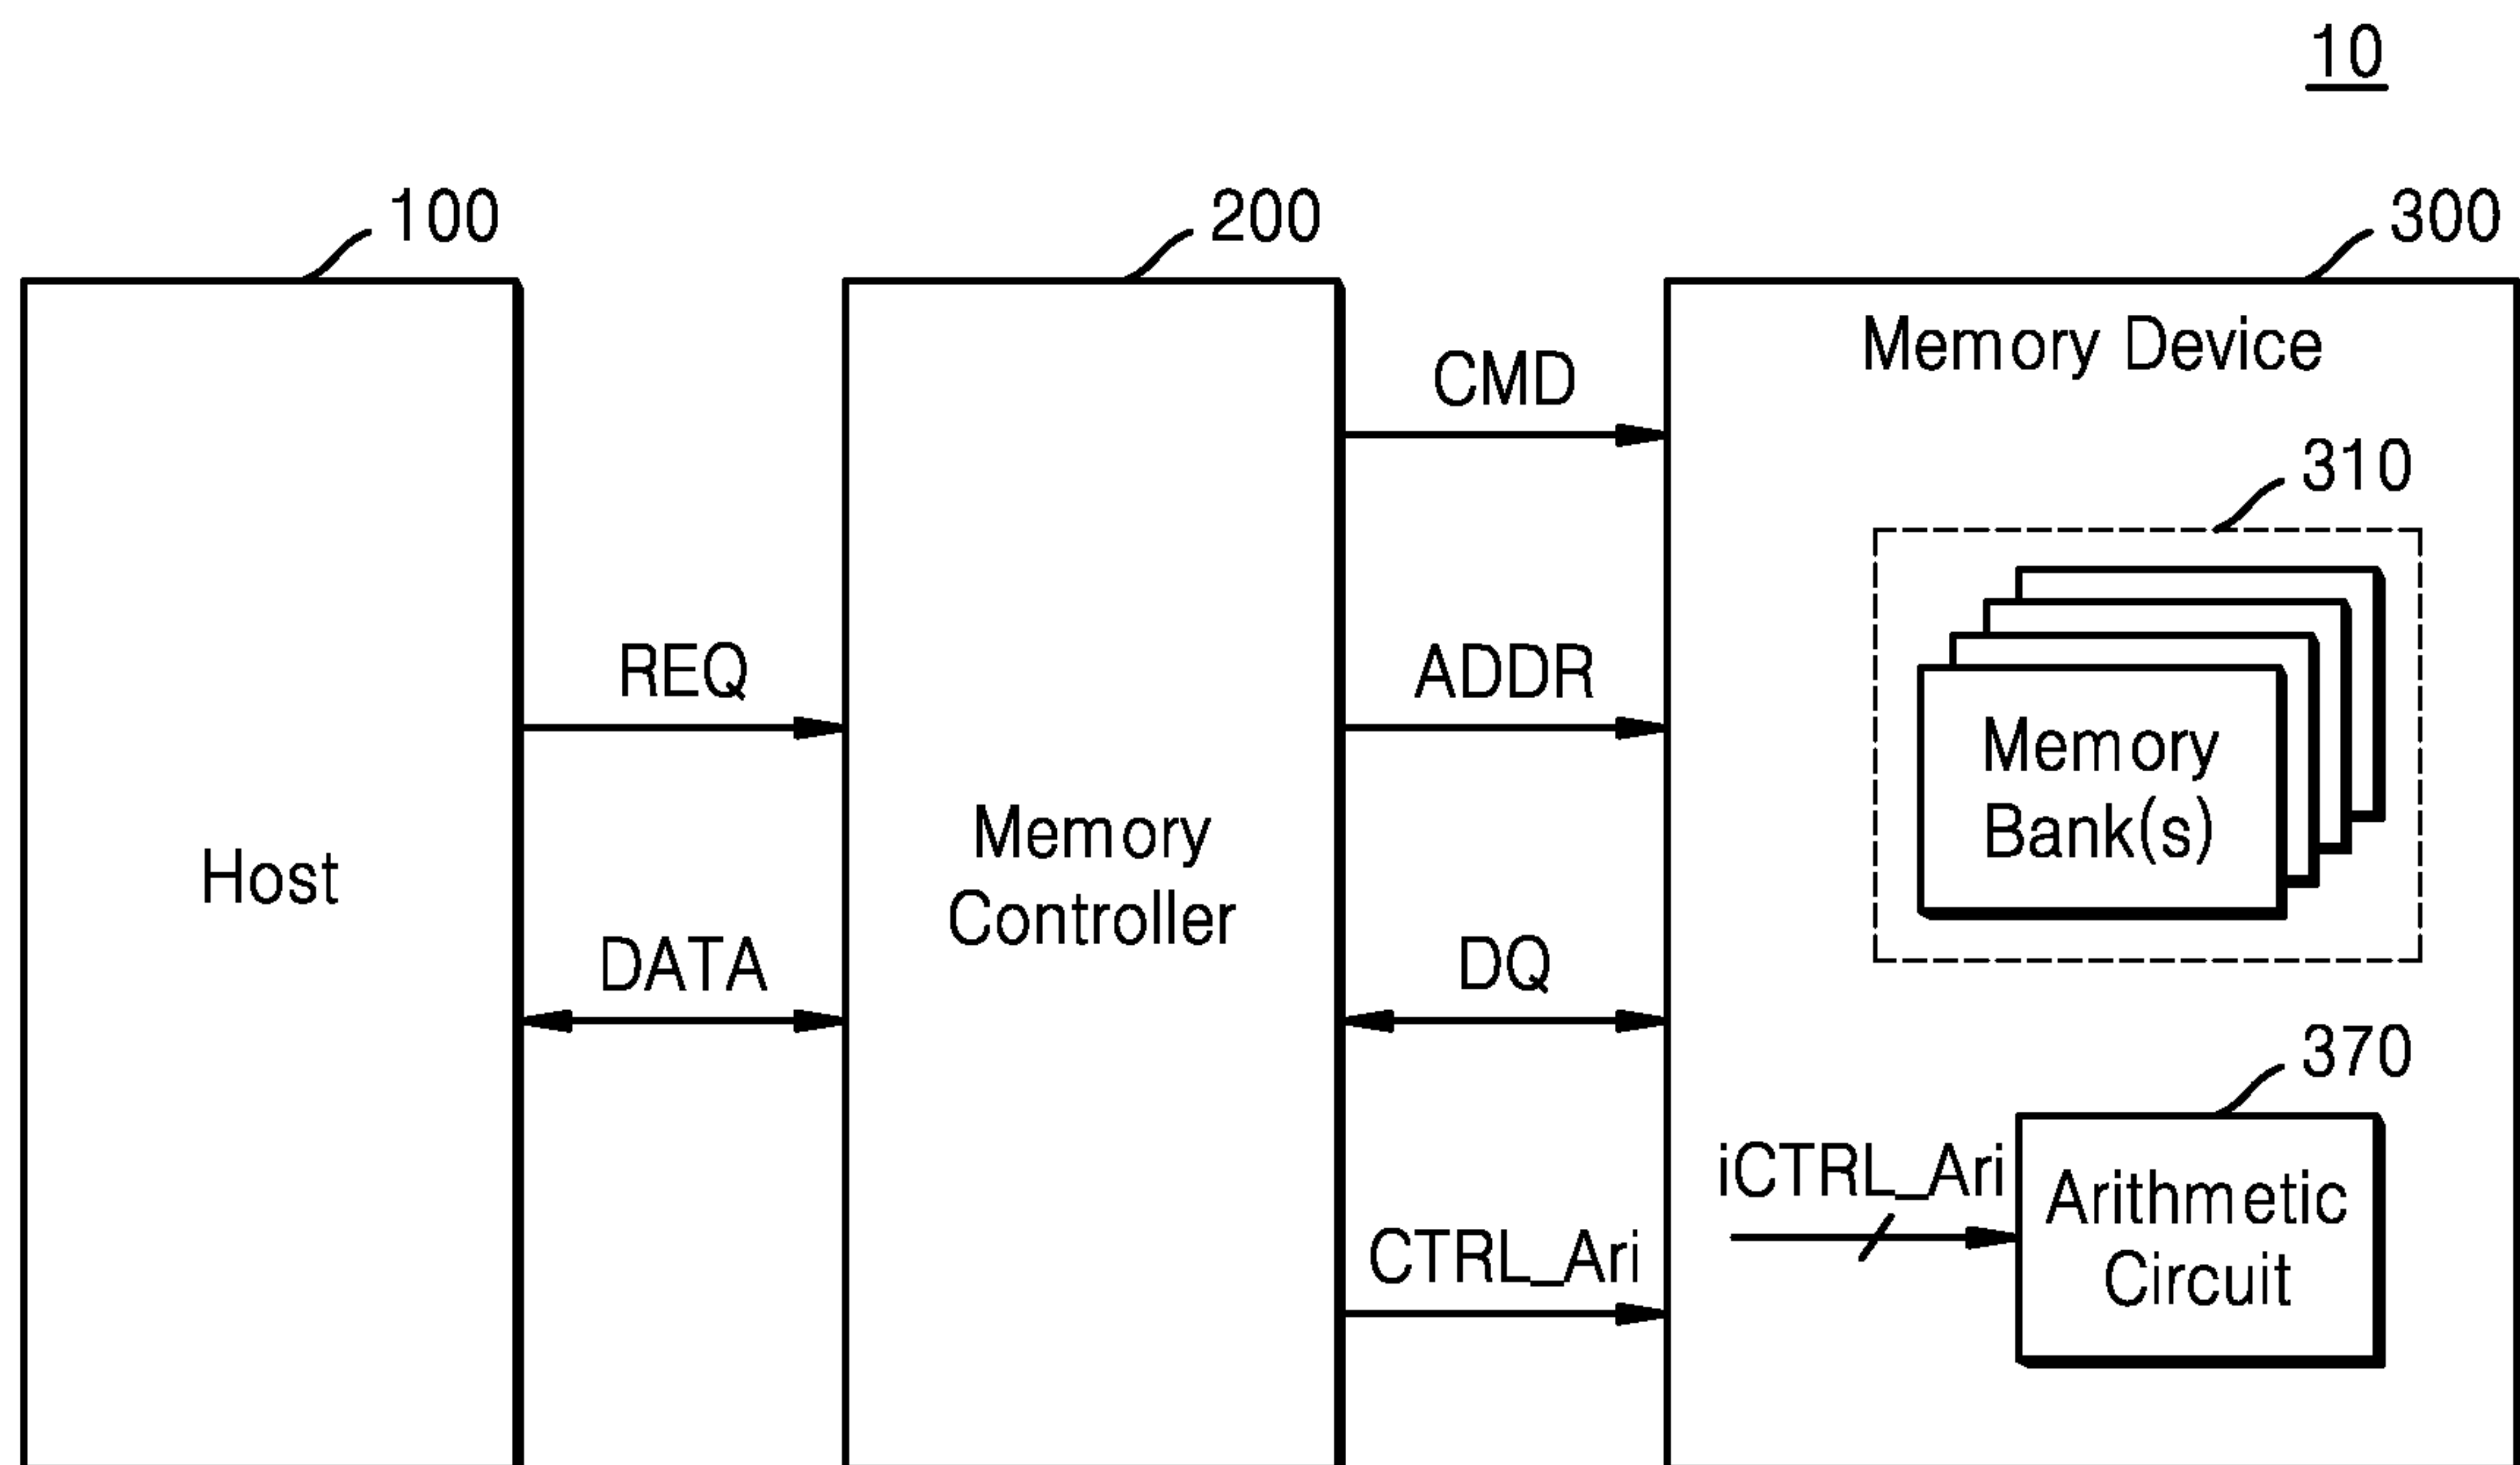 10
100
200
300
Memory Device
CMD
310
REQ
ADDR
Memory
Bank(s)
Memory
Controller
Host
DATA
DQ
370
iCTRL_Ari
Arithmetic
Circuit
CTRL_Ari